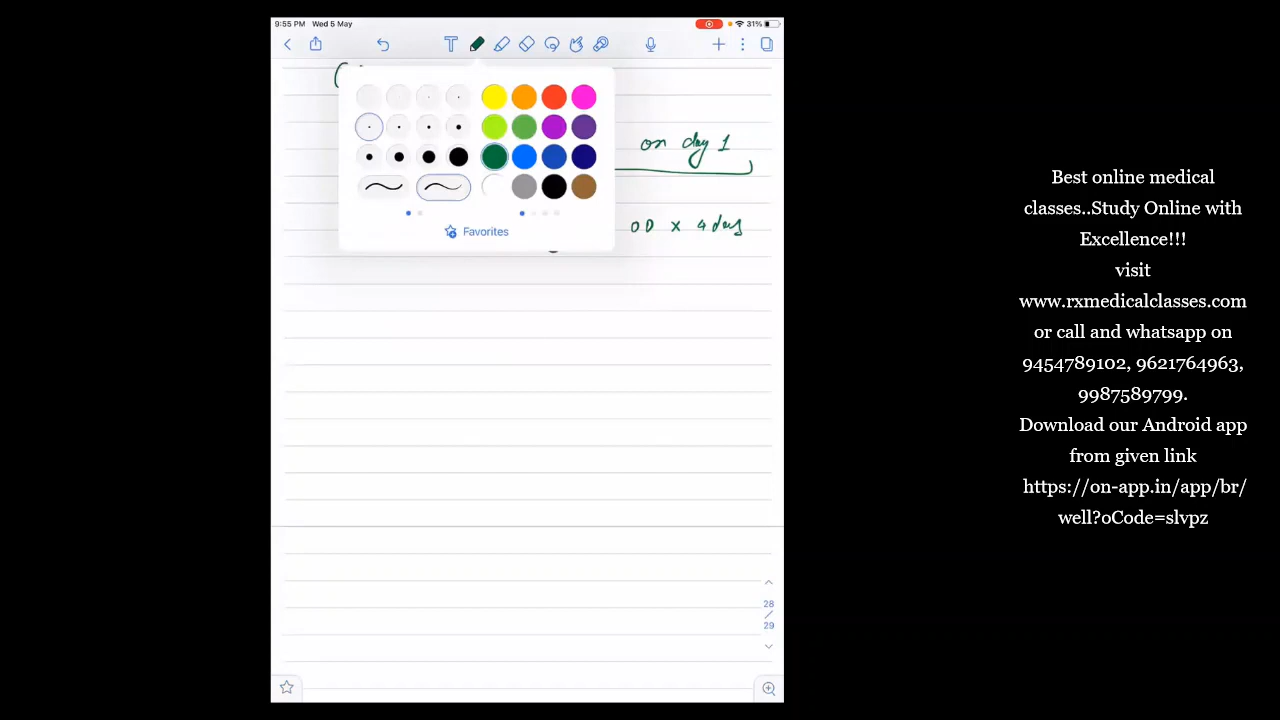 9:55 PM Wed 5 May 31%
on day 1
OD x 4 days
Favorites
28
/
29
Best online medical
classes..Study Online with
Excellence!!!
visit
www.rxmedicalclasses.com
or call and whatsapp on
9454789102, 9621764963,
9987589799.
Download our Android app
from given link
https://on-app.in/app/br/
well?oCode=slvpz